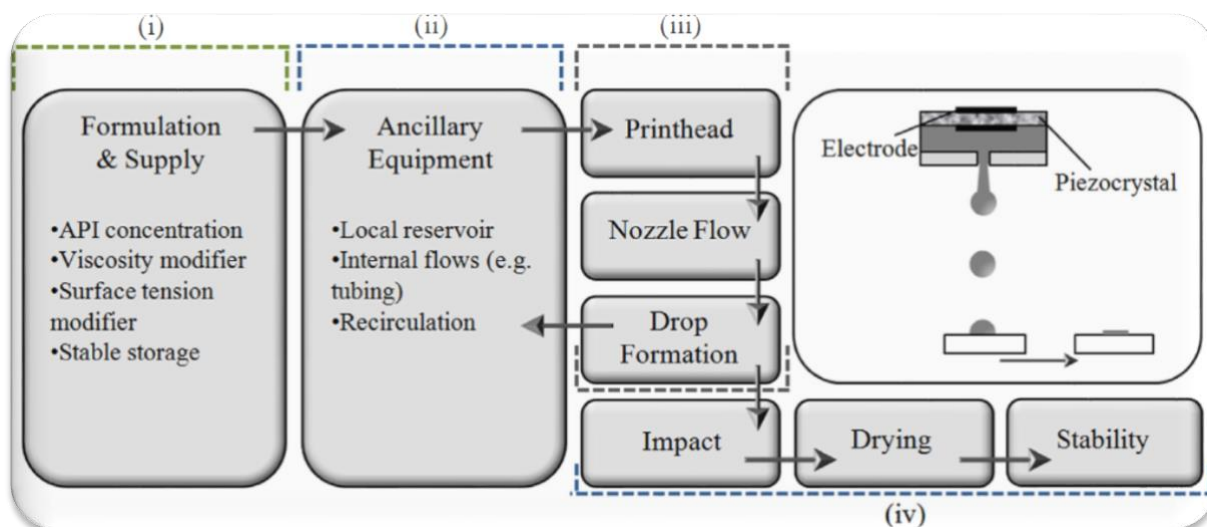 (i)
(ii)
(iii)
Formulation
& Supply
•API concentration
•Viscosity modifier
•Surface tension
modifier
•Stable storage
Ancillary
Equipment
•Local reservoir
•Internal flows (e.g.
tubing)
•Recirculation
Printhead
Nozzle Flow
Drop
Formation
Electrode
Piezocrystal
Impact
Drying
Stability
(iv)